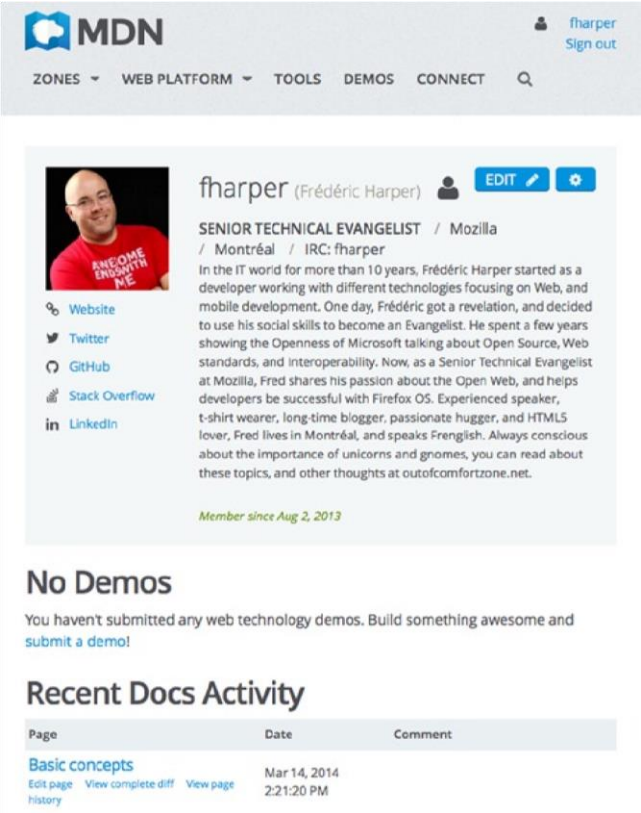 MDN
fharper
Sign out
ZONES WEB PLATFORM TOOLS DEMOS CONNECT
fharper (Frédéric Harper) EDIT
SENIOR TECHNICAL EVANGELIST / Mozilla
/ Montréal / IRC: fharper
In the IT world for more than 10 years, Frédéric Harper started as a
developer working with different technologies focusing on Web, and
mobile development. One day, Frédéric got a revelation, and decided
to use his social skills to become an Evangelist. He spent a few years
showing the Openness of Microsoft talking about Open Source, Web
standards, and Interoperability. Now, as a Senior Technical Evangelist
at Mozilla, Fred shares his passion about the Open Web, and helps
developers be successful with Firefox OS. Experienced speaker,
t-shirt wearer, long-time blogger, passionate hugger, and HTML5
lover, Fred lives in Montréal, and speaks Frenglish. Always conscious
about the importance of unicorns and gnomes, you can read about
these topics, and other thoughts at outofcomfortzone.net.
Member since Aug 2, 2013
AWESOME
ENDS WITH
ME
Website
Twitter
GitHub
Stack Overflow
in LinkedIn
No Demos
You haven't submitted any web technology demos. Build something awesome and
submit a demo!
Recent Docs Activity
Page Date Comment
Basic concepts
Edit page View complete diff View page
history
Mar 14, 2014
2:21:20 PM